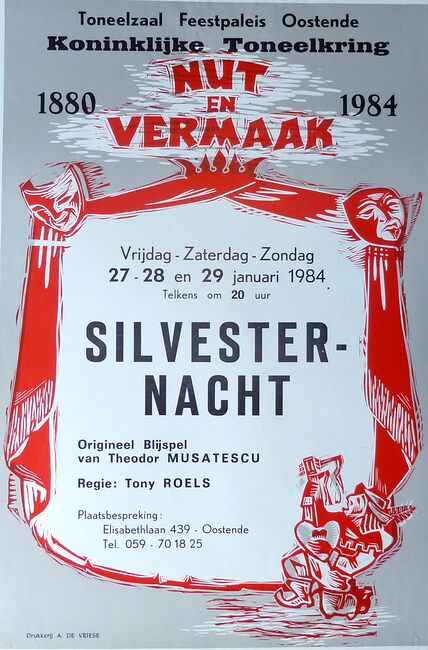 Toneelzaal Feestpaleis Oostende
Koninklijke Toneelkring
NUT
1880 EN 1984
VERMAAK
Vrijdag - Zaterdag - Zondag
27 - 28 en 29 januari 1984
Telkens om 20 uur
SILVESTER-
NACHT
Origineel Blijspel
van Theodor MUSATESCU
Regie: Tony ROELS
Plaatsbespreking:
Elisabethlaan 439 - Oostende
Tel. 059 - 70 18 25
Drukkerij A. DE VRIESE